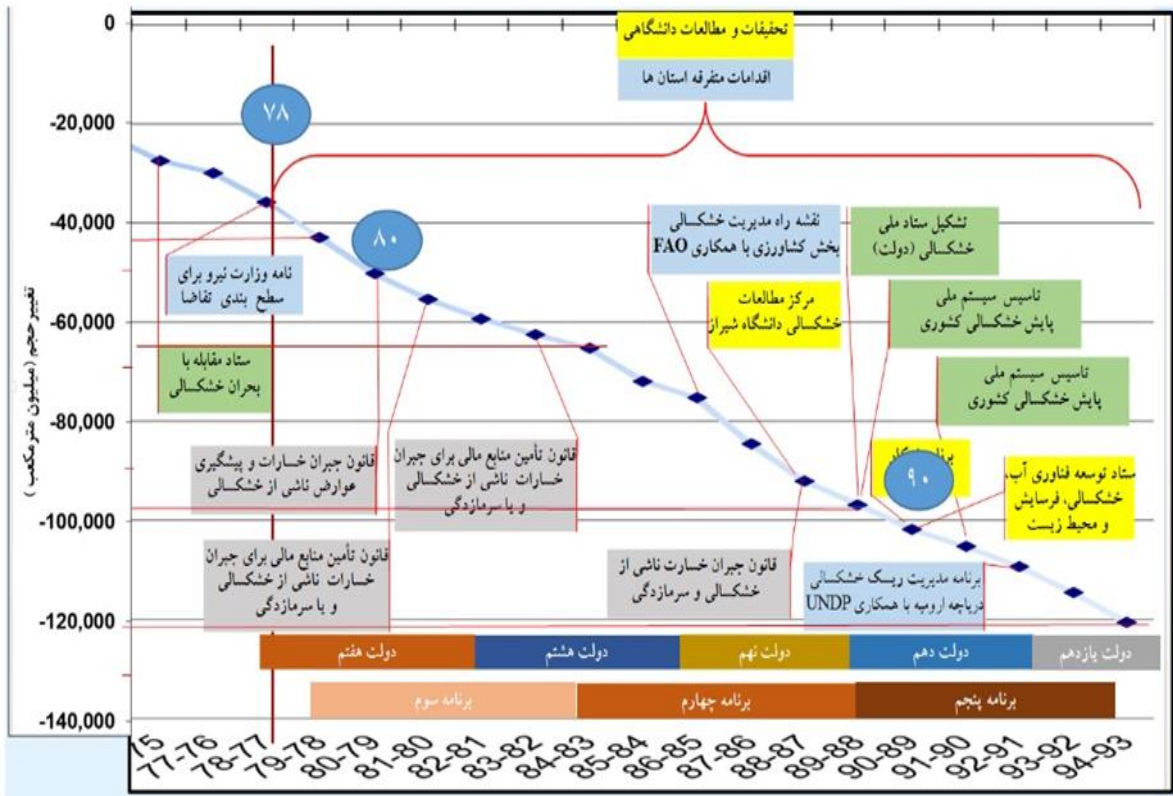 تحقیقات و مطالعات دانشگاهی
اقدامات متفرقه استان ها
0
-20,000
-40,000
-60,000
-80,000
-100,000
-120,000
-140,000
تغییر حجم (میلیون مترمکعب )
۷۸
۸۰
۹۰
نامه وزارت نیرو برای
سطح بندی تقاضا
ستاد مقابله با
بحران خشکسالی
قانون جبران خسارات و پیشگیری
عوارض ناشی از خشکسالی
قانون تأمین منابع مالی برای جبران
خسارات ناشی از خشکسالی
و یا سرمازدگی
قانون تأمین منابع مالی برای جبران
خسارات ناشی از خشکسالی
و یا سرمازدگی
نقشه راه مدیریت خشکسالی
بخش کشاورزی با همکاری FAO
مرکز مطالعات
خشکسالی دانشگاه شیراز
تشکیل ستاد ملی
خشکسالی (دولت)
تاسیس سیستم ملی
پایش خشکسالی کشوری
تاسیس سیستم ملی
پایش خشکسالی کشوری
ستاد توسعه فناوری آب،
خشکسالی، فرسایش
و محیط زیست
قانون جبران خسارت ناشی از
خشکسالی و سرمازدگی
برنامه مدیریت ریسک خشکسالی
دریاچه ارومیه با همکاری UNDP
دولت هفتم
دولت هشتم
دولت نهم
دولت دهم
دولت یازدهم
برنامه سوم
برنامه چهارم
برنامه پنجم
77-76
78-77
79-78
80-79
81-80
82-81
83-82
84-83
85-84
86-85
87-86
88-87
89-88
90-89
91-90
92-91
93-92
94-93